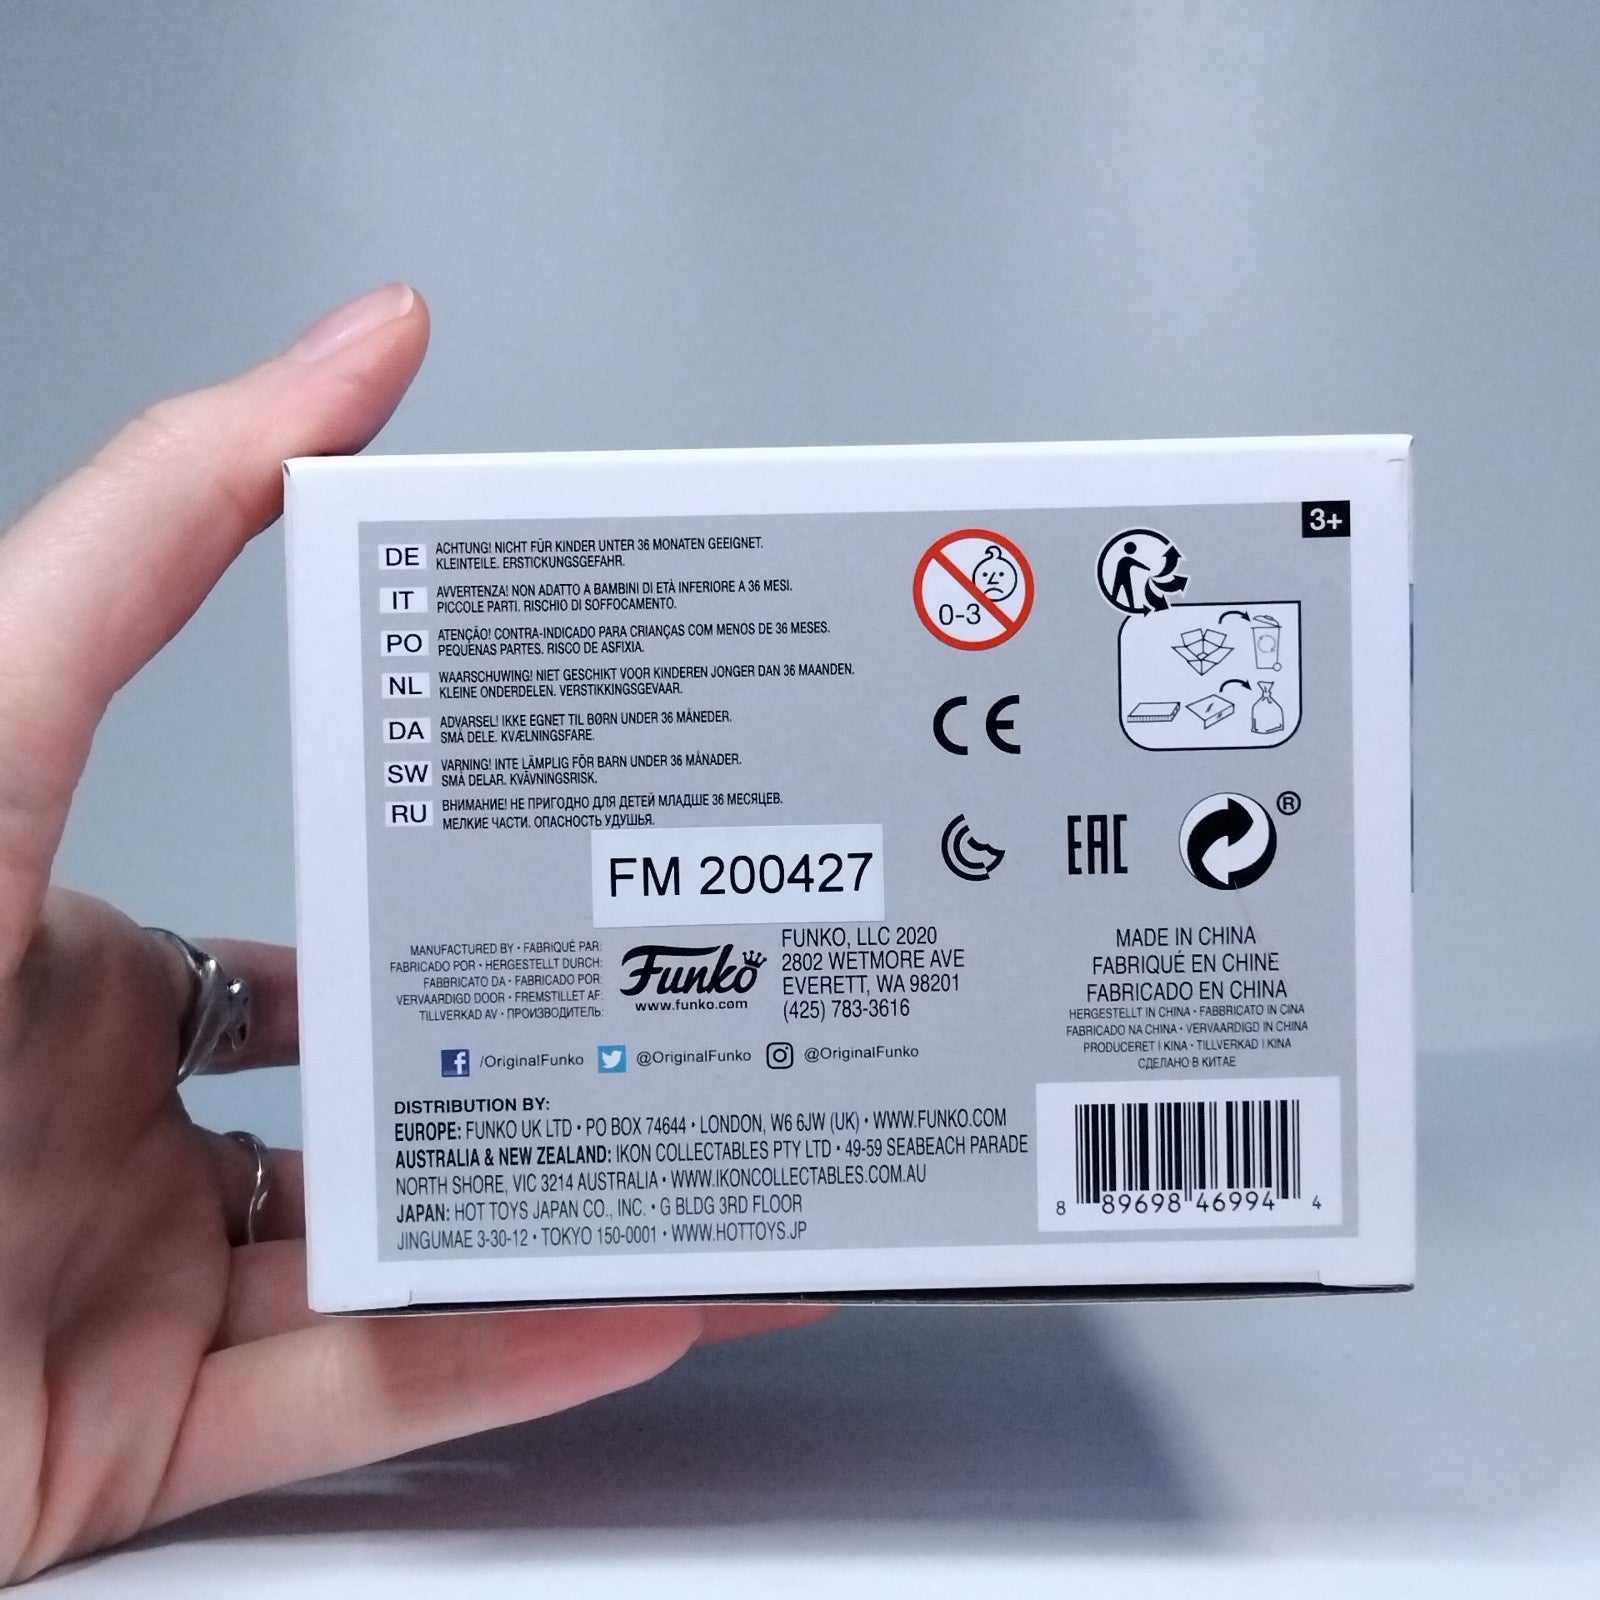 3+
DE ACHTUNG! NICHT FÜR KINDER UNTER 36 MONATEN GEEIGNET.
KLEINTEILE. ERSTICKUNGSGEFAHR.
IT AVVERTENZA! NON ADATTO A BAMBINI DI ETÀ INFERIORE A 36 MESI.
PICCOLE PARTI. RISCHIO DI SOFFOCAMENTO.
PO ATENÇÃO! CONTRA-INDICADO PARA CRIANÇAS COM MENOS DE 36 MESES.
PEQUENAS PARTES. RISCO DE ASFIXIA.
NL WAARSCHUWING! NIET GESCHIKT VOOR KINDEREN JONGER DAN 36 MAANDEN.
KLEINE ONDERDELEN. VERSTIKKINGSGEVAAR.
DA ADVARSEL! IKKE EGNET TIL BØRN UNDER 36 MÅNEDER.
SMÅ DELE. KVÆLNINGSFARE.
SW VARNING! INTE LÄMPLIG FÖR BARN UNDER 36 MÅNADER.
SMÅ DELAR. KVÄVNINGSRISK.
RU ВНИМАНИЕ! НЕ ПРИГОДНО ДЛЯ ДЕТЕЙ МЛАДШЕ 36 МЕСЯЦЕВ.
МЕЛКИЕ ЧАСТИ. ОПАСНОСТЬ УДУШЬЯ.
0-3
CE
EAC
®
FM 200427
MANUFACTURED BY • FABRIQUÉ PAR:
FABRICADO POR • HERGESTELLT DURCH:
FABBRICATO DA • FABRICADO POR:
VERVAARDIGD DOOR • FREMSTILLET AF:
TILLVERKAD AV • ПРОИЗВОДИТЕЛЬ:
Funko
www.funko.com
FUNKO, LLC 2020
2802 WETMORE AVE
EVERETT, WA 98201
(425) 783-3616
MADE IN CHINA
FABRIQUÉ EN CHINE
FABRICADO EN CHINA
HERGESTELLT IN CHINA • FABBRICATO IN CINA
FABRICADO NA CHINA • VERVAARDIGD IN CHINA
PRODUCERET I KINA • TILLVERKAD I KINA
СДЕЛАНО В КИТАЕ
/OriginalFunko @OriginalFunko @OriginalFunko
DISTRIBUTION BY:
EUROPE: FUNKO UK LTD • PO BOX 74644 • LONDON, W6 6JW (UK) • WWW.FUNKO.COM
AUSTRALIA & NEW ZEALAND: IKON COLLECTABLES PTY LTD • 49-59 SEABEACH PARADE
NORTH SHORE, VIC 3214 AUSTRALIA • WWW.IKONCOLLECTABLES.COM.AU
JAPAN: HOT TOYS JAPAN CO., INC. • G BLDG 3RD FLOOR
JINGUMAE 3-30-12 • TOKYO 150-0001 • WWW.HOTTOYS.JP
8 89698 46994 4